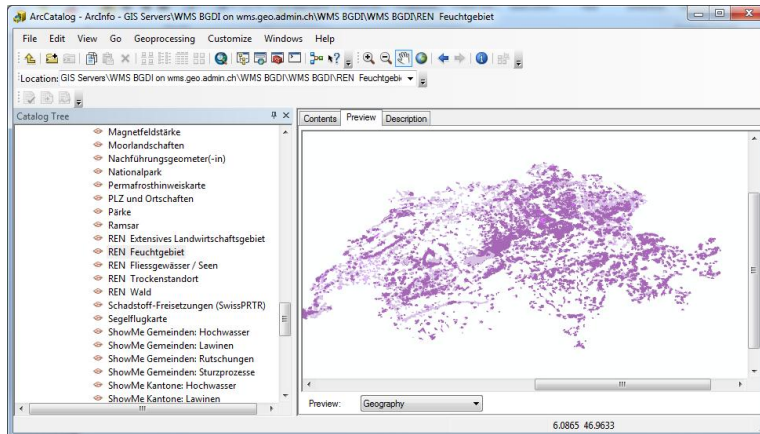 ArcCatalog - ArcInfo - GIS Servers\WMS BGDI on wms.geo.admin.ch\WMS BGDI\WMS BGDI\REN Feuchtgebiet
File Edit View Go Geoprocessing Customize Windows Help
Location: GIS Servers\WMS BGDI on wms.geo.admin.ch\WMS BGDI\WMS BGDI\REN Feuchtgebi
Catalog Tree
Contents Preview Description
Magnetfeldstärke
Moorlandschaften
Nachführungsgeometer(-in)
Nationalpark
Permafrosthinweiskarte
PLZ und Ortschaften
Pärke
Ramsar
REN Extensives Landwirtschaftsgebiet
REN Feuchtgebiet
REN Fliessgewässer / Seen
REN Trockenstandort
REN Wald
Schadstoff-Freisetzungen (SwissPRTR)
Segelflugkarte
ShowMe Gemeinden: Hochwasser
ShowMe Gemeinden: Lawinen
ShowMe Gemeinden: Rutschungen
ShowMe Gemeinden: Sturzprozesse
ShowMe Kantone: Hochwasser
ShowMe Kantone: Lawinen
Preview: Geography
6.0865 46.9633